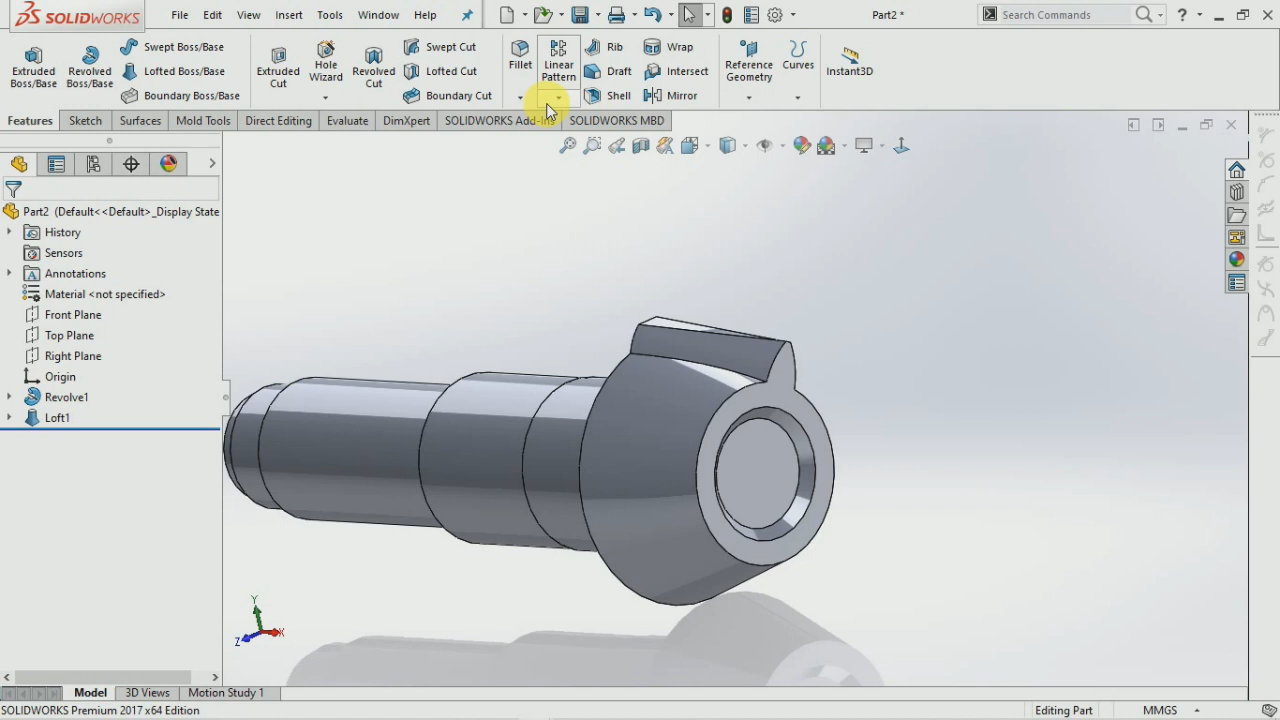 SOLIDWORKS File Edit View Insert Tools Window Help Part2 * Search Commands ?
Extruded Boss/Base
Revolved Boss/Base
Swept Boss/Base
Lofted Boss/Base
Boundary Boss/Base
Extruded Cut
Hole Wizard
Revolved Cut
Swept Cut
Lofted Cut
Boundary Cut
Fillet
Linear Pattern
Rib
Draft
Shell
Wrap
Intersect
Mirror
Reference Geometry
Curves
Instant3D
Features Sketch Surfaces Mold Tools Direct Editing Evaluate DimXpert SOLIDWORKS Add-Ins SOLIDWORKS MBD
Part2 (Default<<Default>_Display State
History
Sensors
Annotations
Material <not specified>
Front Plane
Top Plane
Right Plane
Origin
Revolve1
Loft1
Y
Z X
Model 3D Views Motion Study 1
SOLIDWORKS Premium 2017 x64 Edition Editing Part MMGS